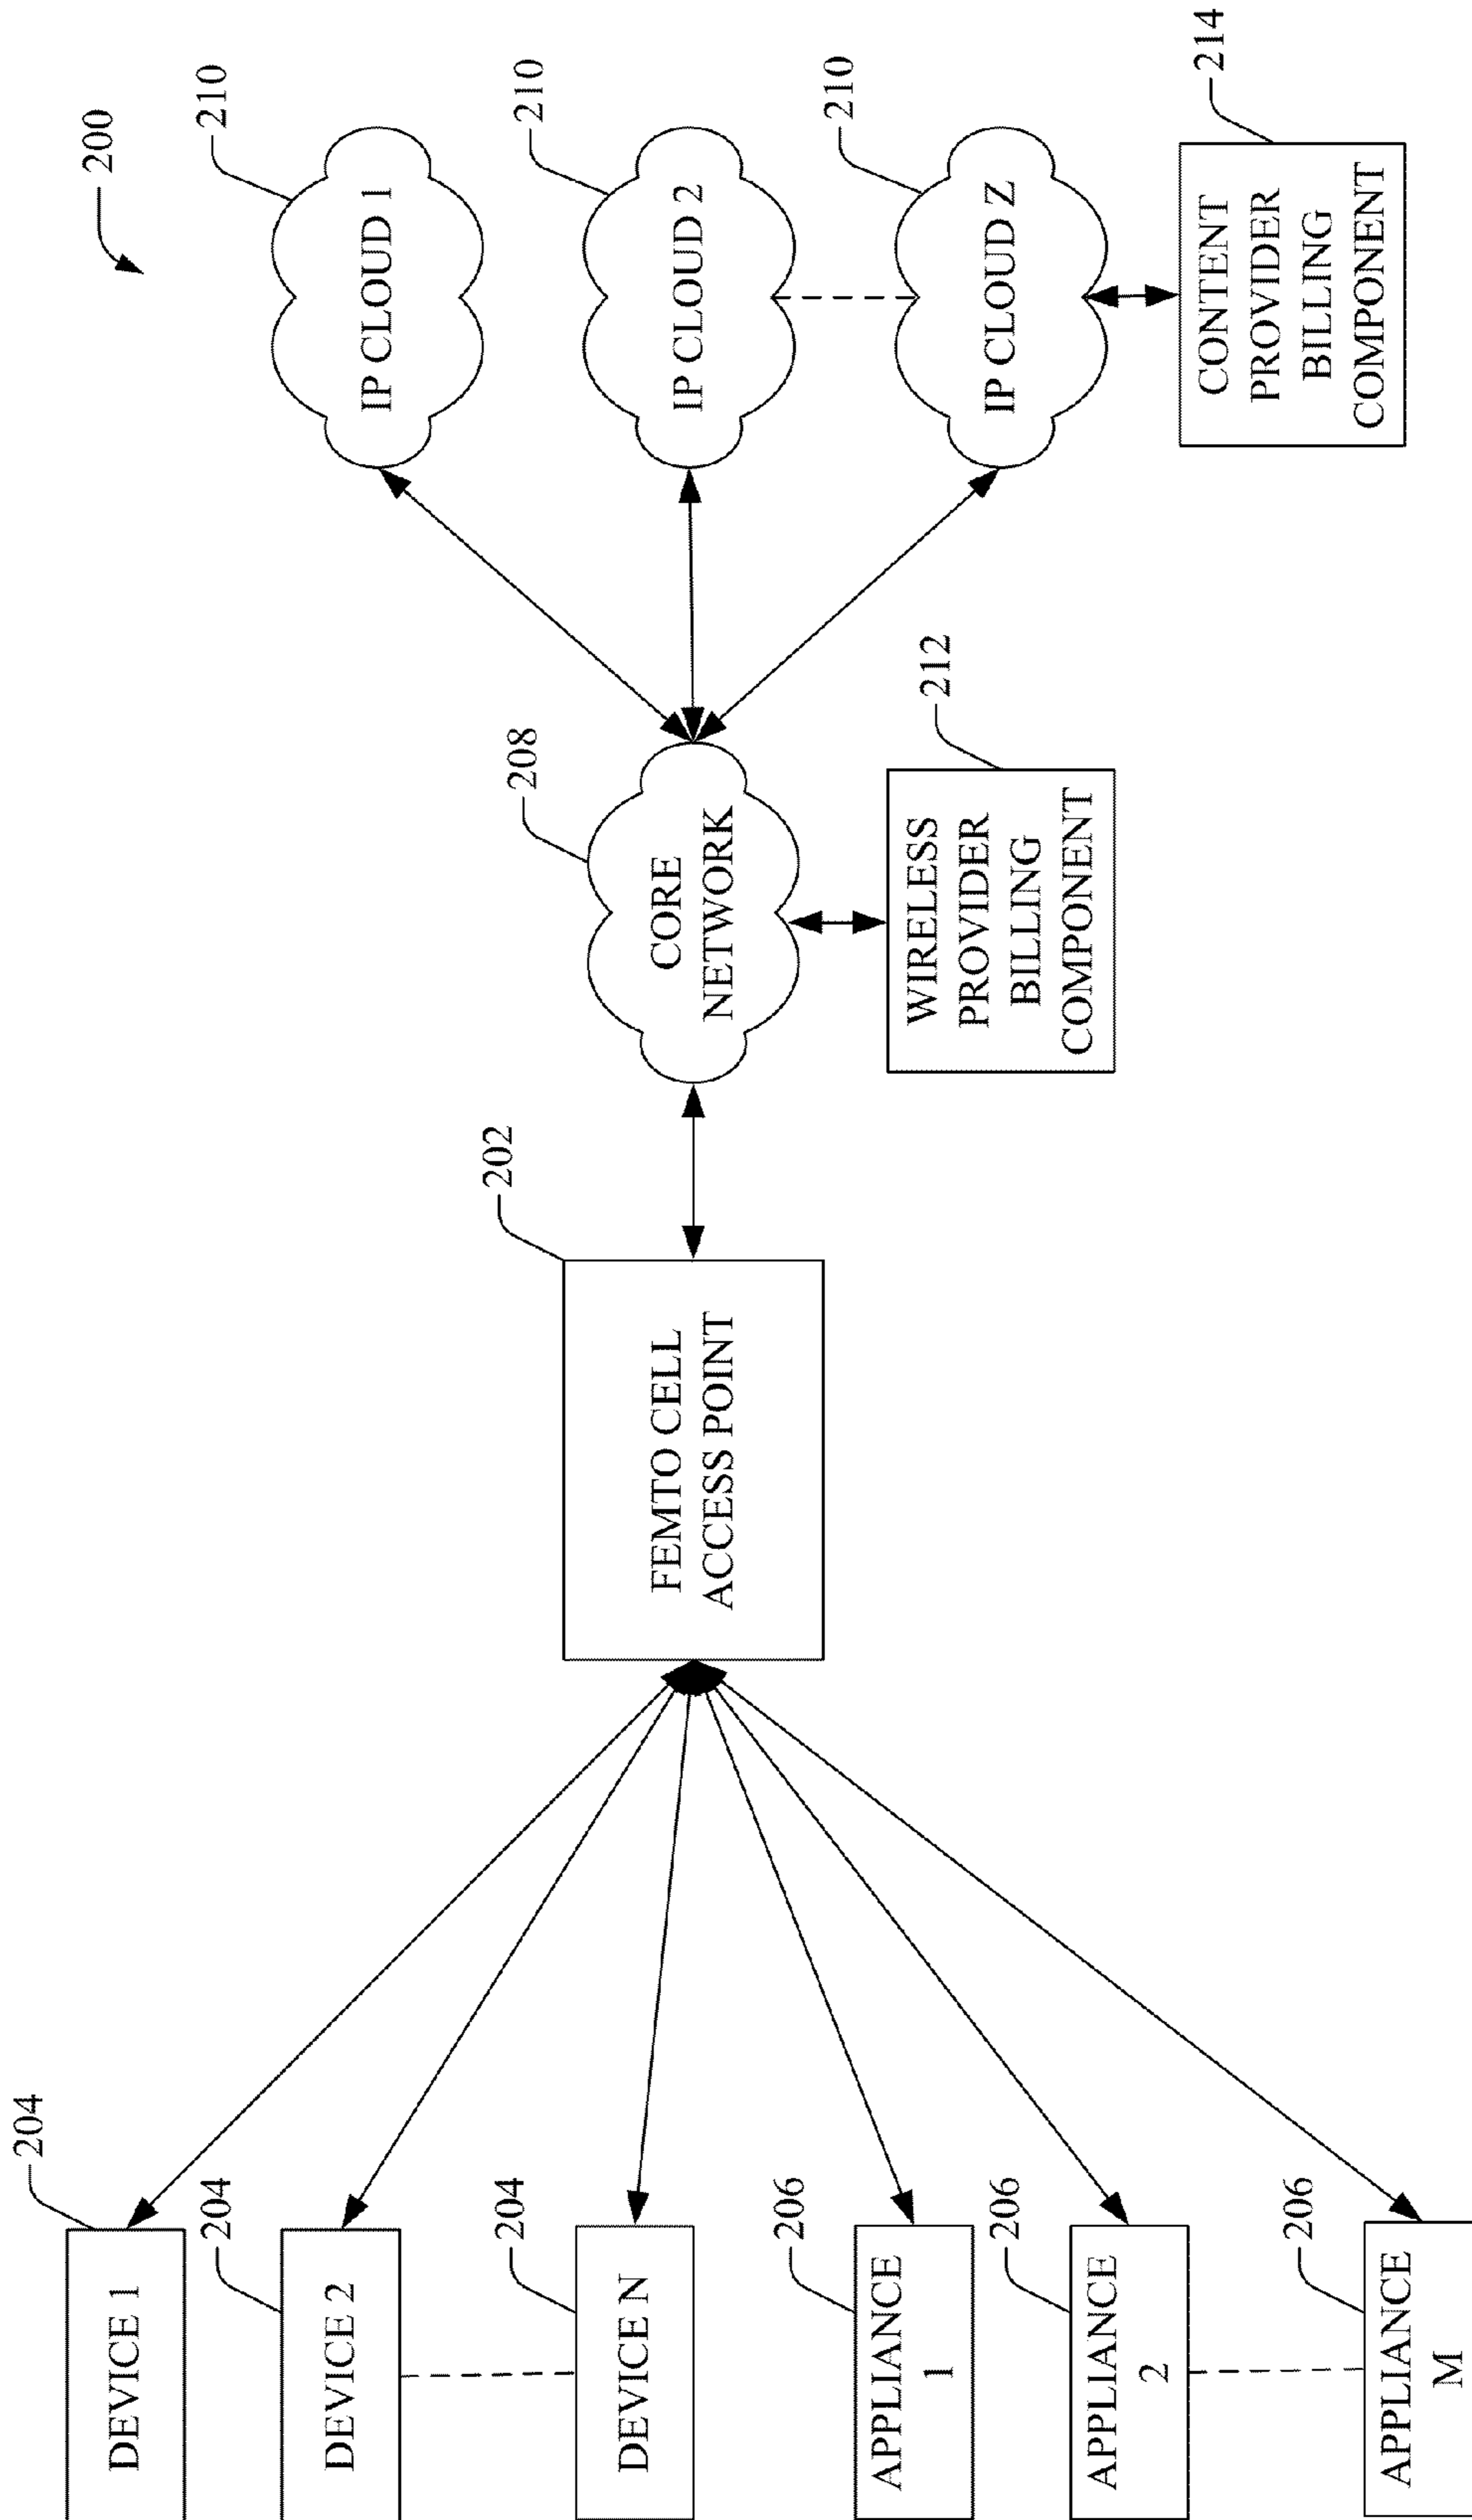 200
204
DEVICE 1
204
DEVICE 2
204
DEVICE N
206
APPLIANCE
1
206
APPLIANCE
2
206
APPLIANCE
M
202
FEMTO CELL
ACCESS POINT
208
CORE
NETWORK
212
WIRELESS
PROVIDER
BILLING
COMPONENT
210
IP CLOUD 1
210
IP CLOUD 2
210
IP CLOUD Z
214
CONTENT
PROVIDER
BILLING
COMPONENT